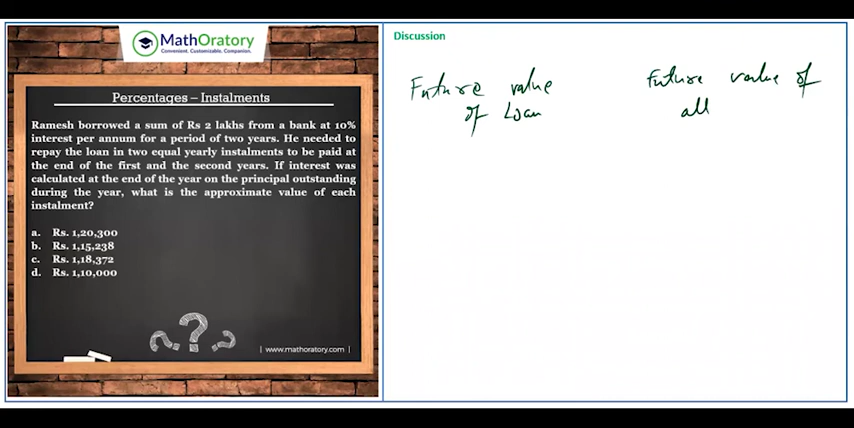 MathOratory
Convenient. Customizable. Companion.
Percentages – Instalments
Ramesh borrowed a sum of Rs 2 lakhs from a bank at 10%
interest per annum for a period of two years. He needed to
repay the loan in two equal yearly instalments to be paid at
the end of the first and the second years. If interest was
calculated at the end of the year on the principal outstanding
during the year, what is the approximate value of each
instalment?
a. Rs. 1,20,300
b. Rs. 1,15,238
c. Rs. 1,18,372
d. Rs. 1,10,000
| www.mathoratory.com |
Discussion
Future value
of Loan
Future value of
all